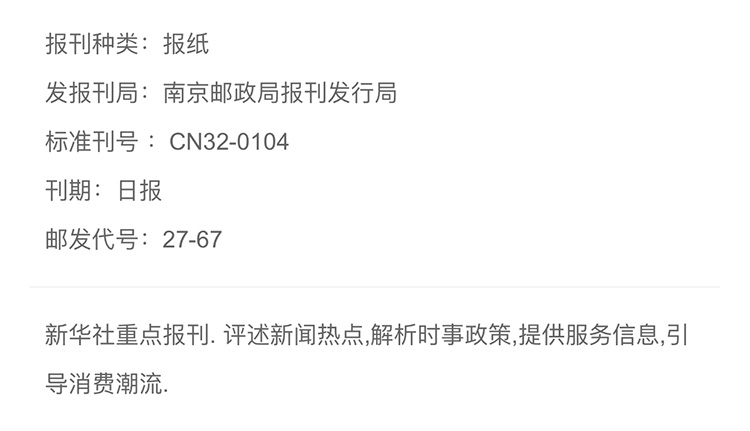 报刊种类：报纸
发报刊局：南京邮政局报刊发行局
标准刊号 ：CN32-0104
刊期：日报
邮发代号：27-67
新华社重点报刊. 评述新闻热点,解析时事政策,提供服务信息,引
导消费潮流.